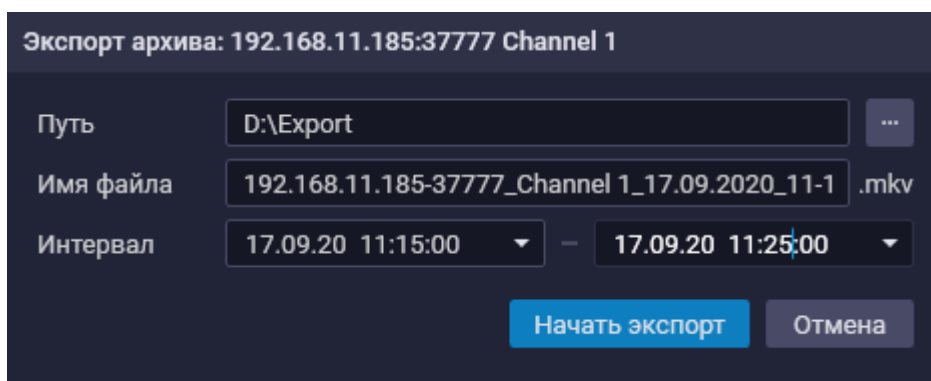 Экспорт архива: 192.168.11.185:37777 Channel 1
Путь D:\Export ...
Имя файла 192.168.11.185-37777_Channel 1_17.09.2020_11-1 .mkv
Интервал 17.09.20 11:15:00 – 17.09.20 11:25:00
Начать экспорт Отмена